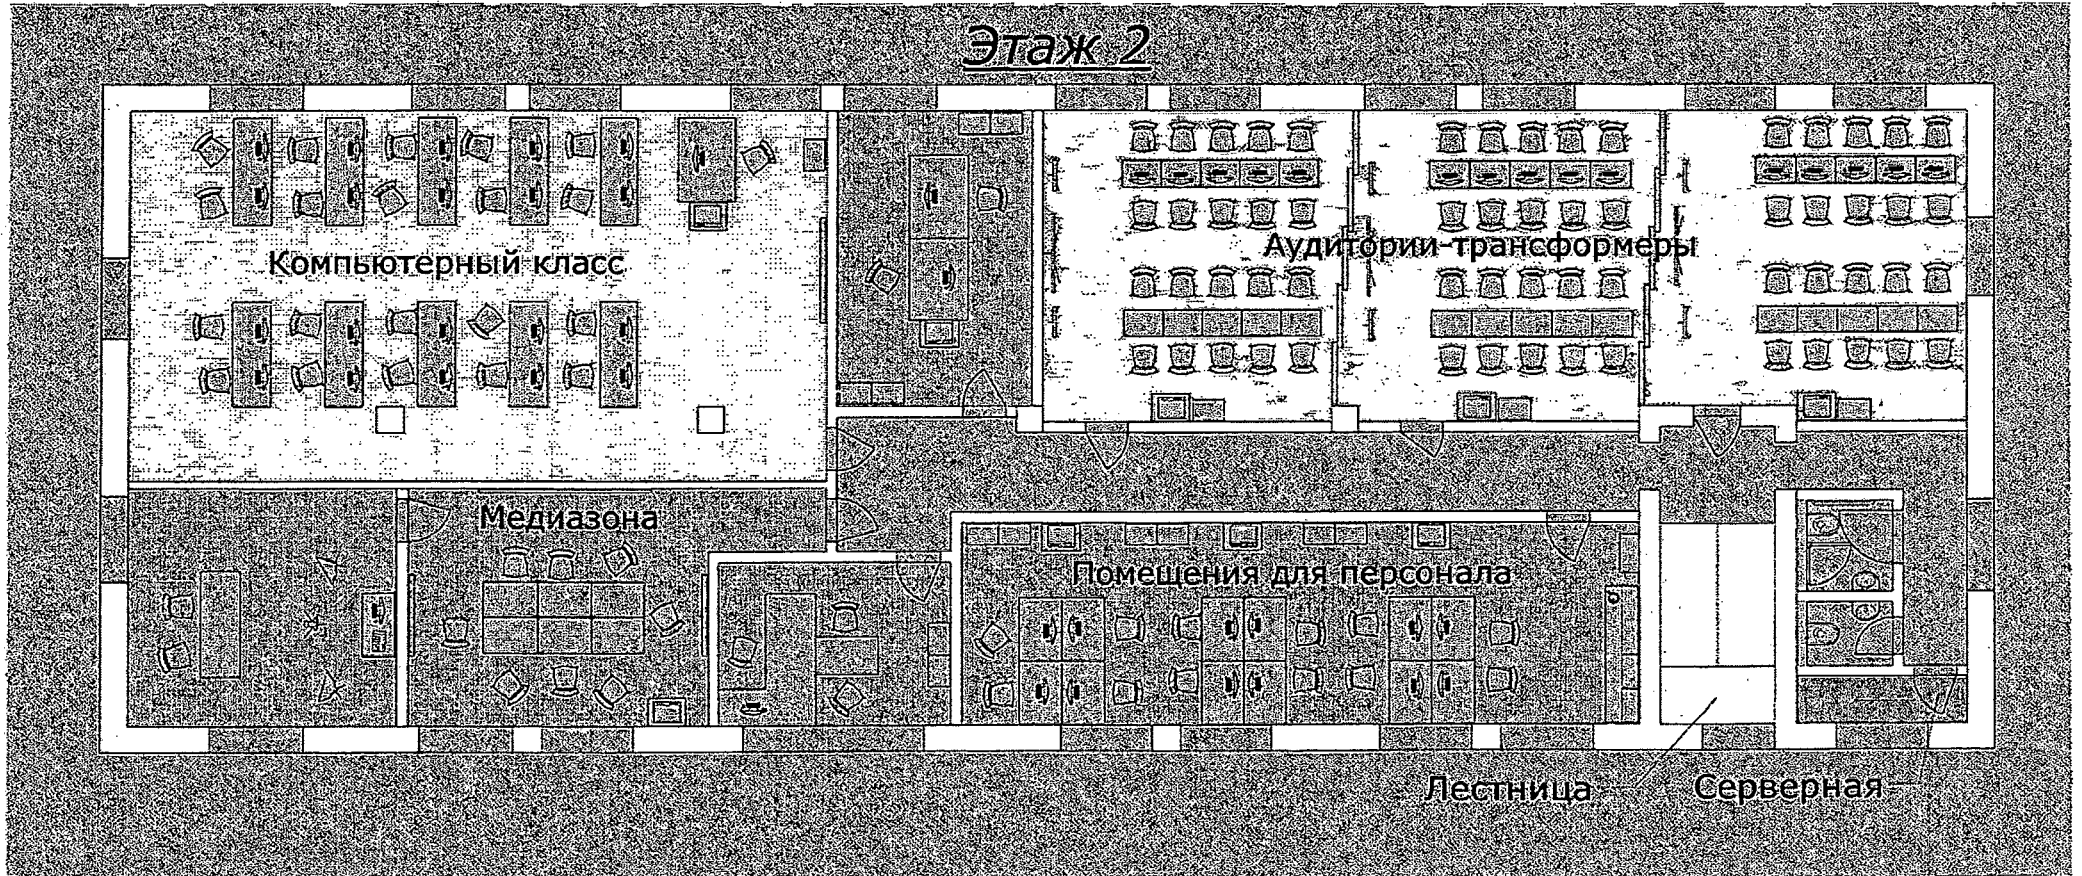 Этаж 2
Аудитории-трансформеры
Компьютерный класс
Медиазона
Помещения для персонала
Лестница
Серверная